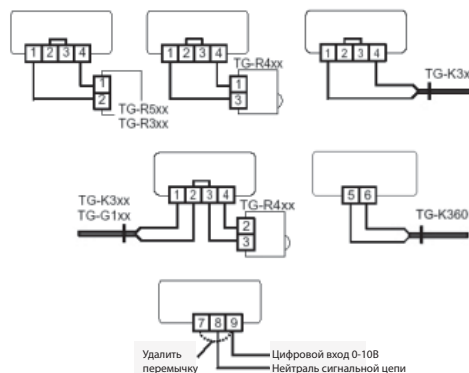 1 2 3 4
1
2
TG-R5xx
TG-R3xx
1 2 3 4
TG-R4xx
1
3
1 2 3 4
TG-K3x
TG-K3xx
TG-G1xx
1 2 3 4
TG-R4xx
2
3
5 6
TG-K360
7 8 9
Удалить
перемычку
Цифровой вход 0-10В
Нейтраль сигнальной цепи